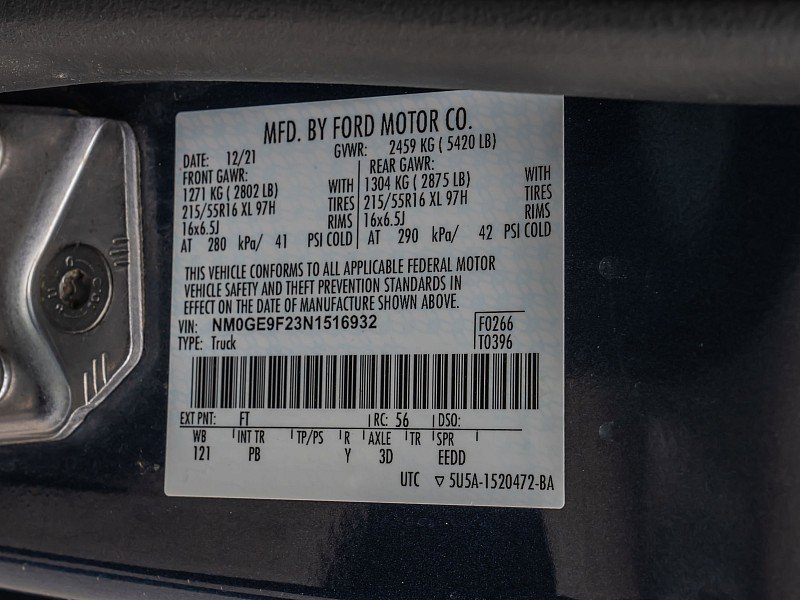 MFD. BY FORD MOTOR CO.
DATE: 12/21 GVWR: 2459 KG ( 5420 LB)
FRONT GAWR: REAR GAWR:
1271 KG ( 2802 LB) WITH 1304 KG ( 2875 LB) WITH
215/55R16 XL 97H TIRES 215/55R16 XL 97H TIRES
16x6.5J RIMS 16x6.5J RIMS
AT 280 kPa/ 41 PSI COLD AT 290 kPa/ 42 PSI COLD
THIS VEHICLE CONFORMS TO ALL APPLICABLE FEDERAL MOTOR
VEHICLE SAFETY AND THEFT PREVENTION STANDARDS IN
EFFECT ON THE DATE OF MANUFACTURE SHOWN ABOVE.
VIN: NM0GE9F23N1516932 F0266
TYPE: Truck T0396
EXT PNT: FT RC: 56 DSO:
WB INT TR TP/PS R AXLE TR SPR
121 PB Y 3D EEDD
UTC ▽ 5U5A-1520472-BA